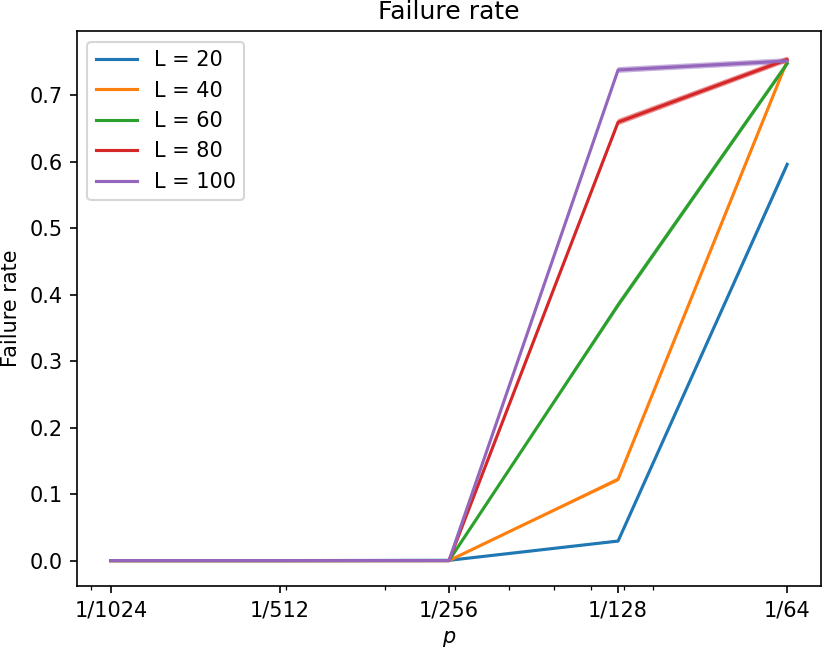 Failure rate
L = 20
L = 40
L = 60
L = 80
L = 100
Failure rate
0.7
0.6
0.5
0.4
0.3
0.2
0.1
0.0
1/1024 1/512 1/256 1/128 1/64
p